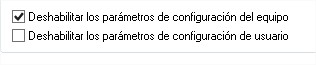 Deshabilitar los parámetros de configuración del equipo
Deshabilitar los parámetros de configuración de usuario